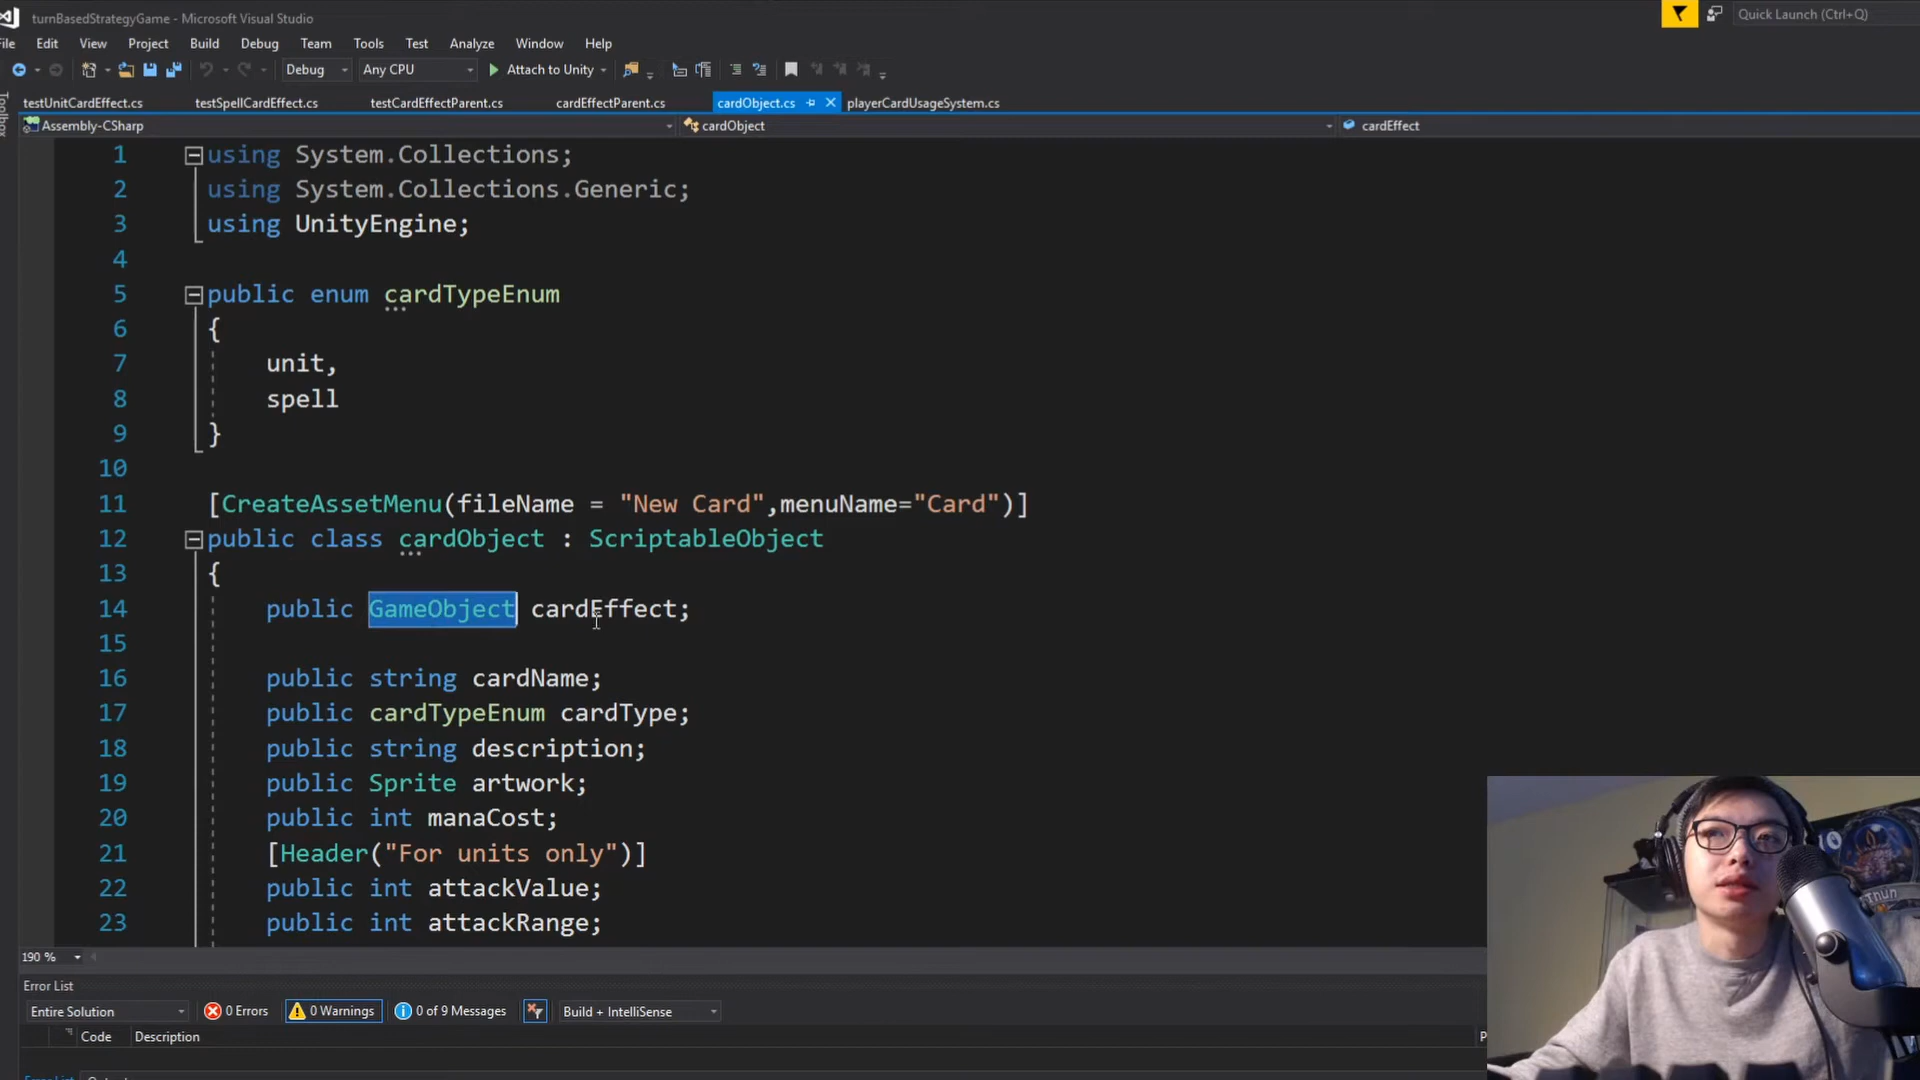 turnBasedStrategyGame - Microsoft Visual Studio
Quick Launch (Ctrl+Q)
Edit View Project Build Debug Team Tools Test Analyze Window Help
Debug Any CPU Attach to Unity
Toolbox
testUnitCardEffect.cs testSpellCardEffect.cs testCardEffectParent.cs cardEffectParent.cs cardObject.cs playerCardUsageSystem.cs
Assembly-CSharp cardObject cardEffect
1 using System.Collections;
2 using System.Collections.Generic;
3 using UnityEngine;
4
5 public enum cardTypeEnum
6 {
7 unit,
8 spell
9 }
10
11 [CreateAssetMenu(fileName = "New Card",menuName="Card")]
12 public class cardObject : ScriptableObject
13 {
14 public GameObject cardEffect;
15
16 public string cardName;
17 public cardTypeEnum cardType;
18 public string description;
19 public Sprite artwork;
20 public int manaCost;
21 [Header("For units only")]
22 public int attackValue;
23 public int attackRange;
190 %
Error List
Entire Solution 0 Errors 0 Warnings 0 of 9 Messages Build + IntelliSense
Code Description